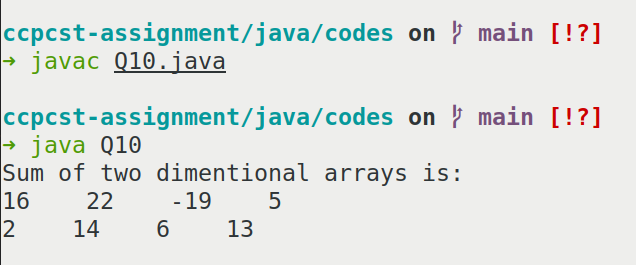 ccpcst-assignment/java/codes on main [!?]
→ javac Q10.java
ccpcst-assignment/java/codes on main [!?]
→ java Q10
Sum of two dimentional arrays is:
16    22    -19    5
2    14    6    13